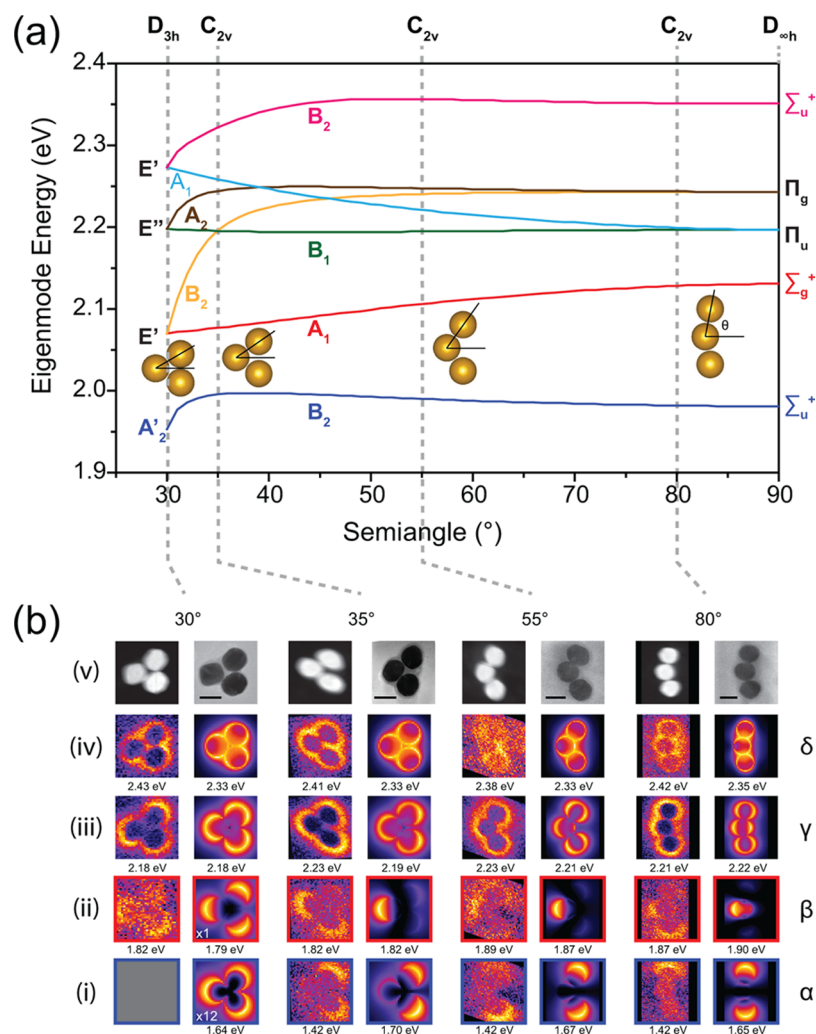 (a)
D3h C2v C2v C2v D∞h
2.4
2.3
2.2
2.1
2.0
1.9
Eigenmode Energy (eV)
E'
E''
E'
A'2
B2
A1
A2
B1
B2
A1
B2
θ
∑u+
Πg
Πu
∑g+
∑u+
30 40 50 60 70 80 90
Semiangle (°)
(b)
30° 35° 55° 80°
(v)
(iv) δ
2.43 eV 2.33 eV 2.41 eV 2.33 eV 2.38 eV 2.33 eV 2.42 eV 2.35 eV
(iii) γ
2.18 eV 2.18 eV 2.23 eV 2.19 eV 2.23 eV 2.21 eV 2.21 eV 2.22 eV
(ii) x1 β
1.82 eV 1.79 eV 1.82 eV 1.82 eV 1.89 eV 1.87 eV 1.87 eV 1.90 eV
(i) x12 α
1.64 eV 1.42 eV 1.70 eV 1.42 eV 1.67 eV 1.42 eV 1.65 eV